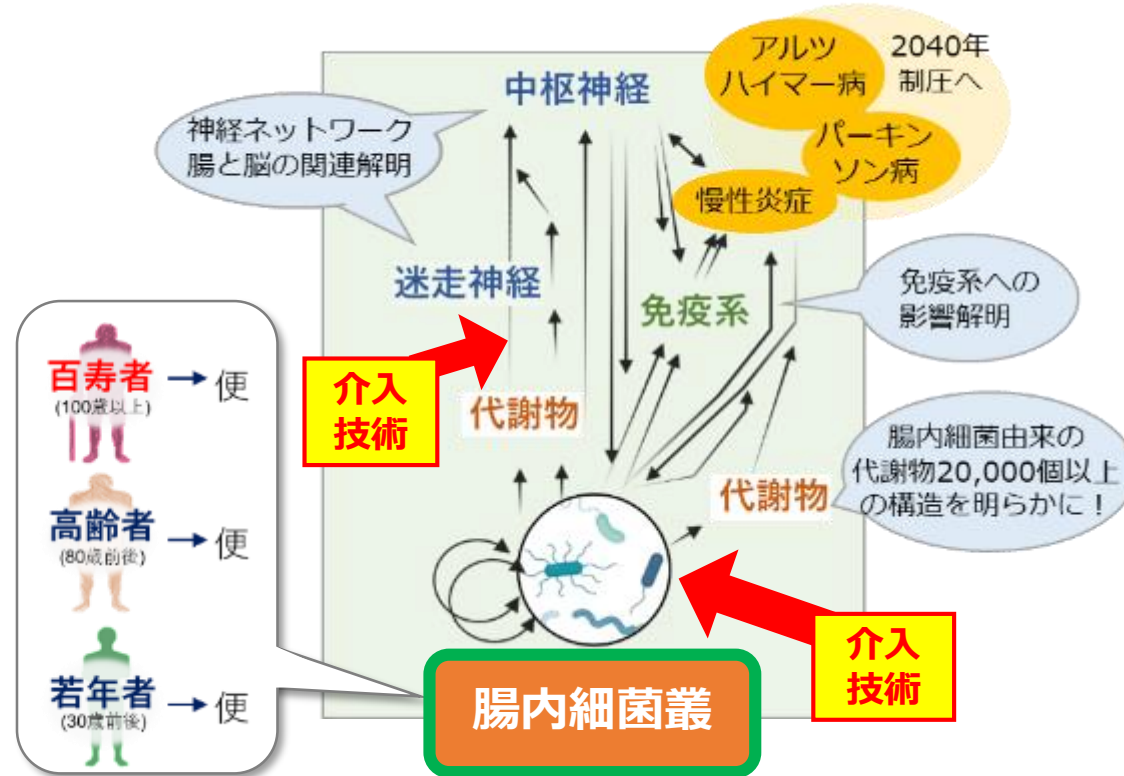 アルツ
ハイマー病
2040年
制圧へ
パーキン
ソン病
慢性炎症
中枢神経
神経ネットワーク
腸と脳の関連解明
迷走神経
免疫系
免疫系への
影響解明
介入
技術
代謝物
代謝物
腸内細菌由来の
代謝物20,000個以上
の構造を明らかに！
百寿者
(100歳以上)
便
高齢者
(80歳前後)
便
若年者
(30歳前後)
便
介入
技術
腸内細菌叢